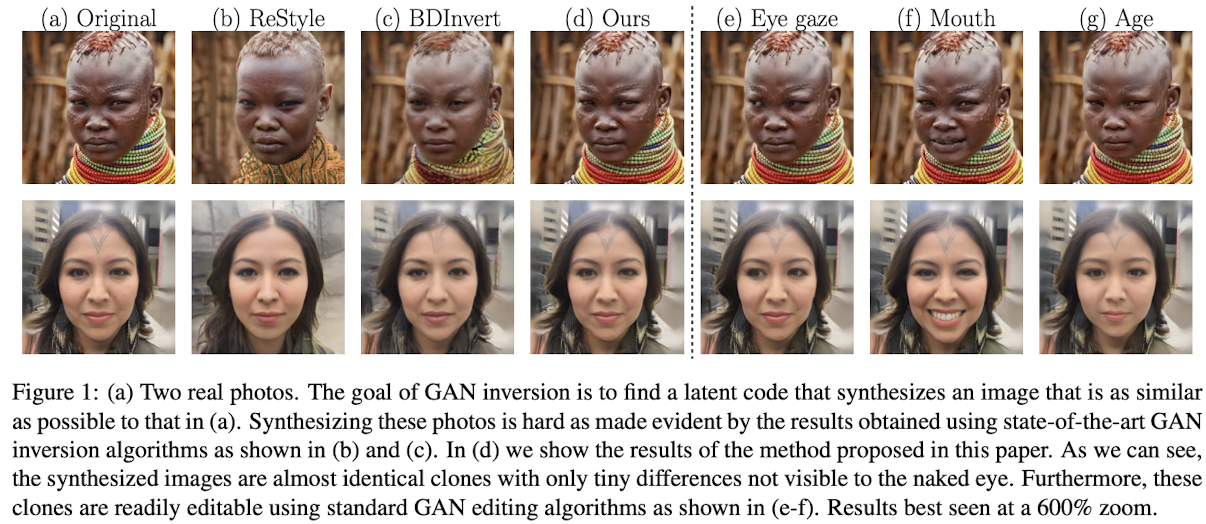 (a) Original (b) ReStyle (c) BDInvert (d) Ours (e) Eye gaze (f) Mouth (g) Age
Figure 1: (a) Two real photos. The goal of GAN inversion is to find a latent code that synthesizes an image that is as similar
as possible to that in (a). Synthesizing these photos is hard as made evident by the results obtained using state-of-the-art GAN
inversion algorithms as shown in (b) and (c). In (d) we show the results of the method proposed in this paper. As we can see,
the synthesized images are almost identical clones with only tiny differences not visible to the naked eye. Furthermore, these
clones are readily editable using standard GAN editing algorithms as shown in (e-f). Results best seen at a 600% zoom.